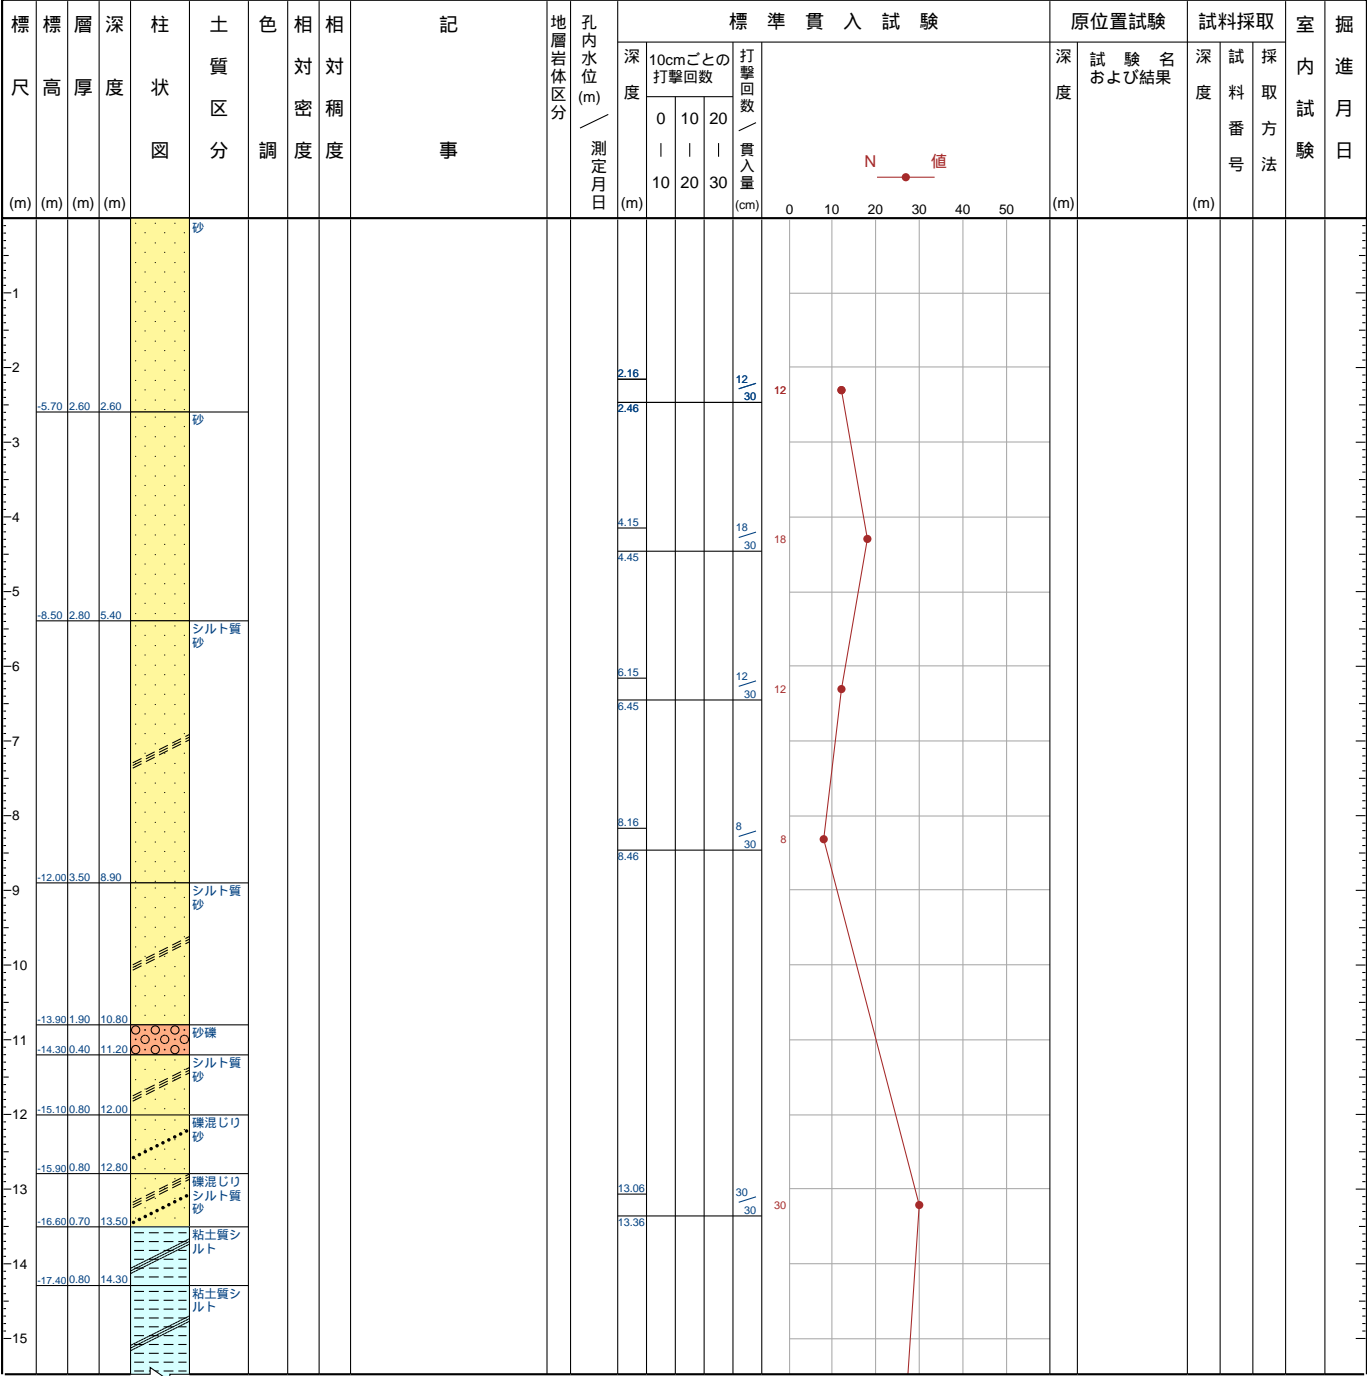 標尺 (m)
標高 (m)
層厚 (m)
深度 (m)
柱状図
土質区分
色調
相対密度
相対稠度
記事
地層岩体区分
孔内水位(m)／測定月日
標準貫入試験
深度 (m)
10cmごとの
打撃回数
0 10 20
| | |
10 20 30
打撃回数／貫入量 (cm)
N 値
0 10 20 30 40 50
原位置試験
深度 (m)
試験名
および結果
試料採取
深度 (m)
試料番号
採取方法
室内試験
掘進月日
砂
1
2
2.16 12/30 12
2.46
-5.70 2.60 2.60
砂
3
4
4.15 18/30 18
4.45
5
-8.50 2.80 5.40
シルト質
砂
6
6.15 12/30 12
6.45
7
8
8.16 8/30 8
8.46
-12.00 3.50 8.90
9
シルト質
砂
10
-13.90 1.90 10.80
砂礫
11
-14.30 0.40 11.20
シルト質
砂
12
-15.10 0.80 12.00
礫混じり
砂
-15.90 0.80 12.80
13
礫混じり
シルト質
砂
13.06 30/30 30
13.36
-16.60 0.70 13.50
粘土質シ
ルト
14
-17.40 0.80 14.30
粘土質シ
ルト
15